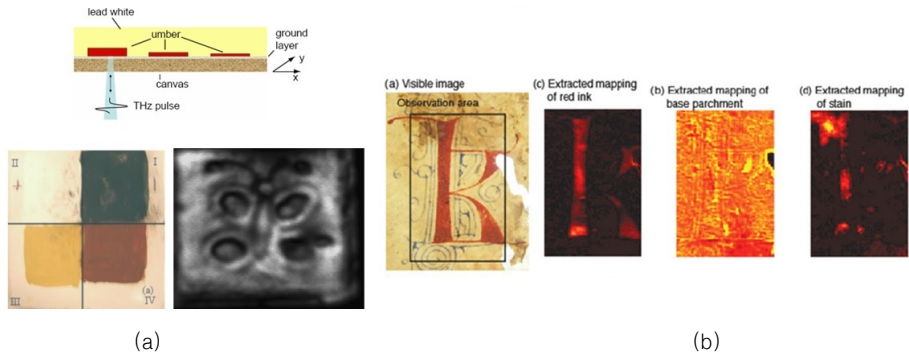 lead white
umber
ground
layer
y
x
canvas
THz pulse
II
I
III
(a)
IV
(a)
(a) Visible image
Observation area
(c) Extracted mapping
of red ink
(b) Extracted mapping of
base parchment
(d) Extracted mapping
of stain
(b)